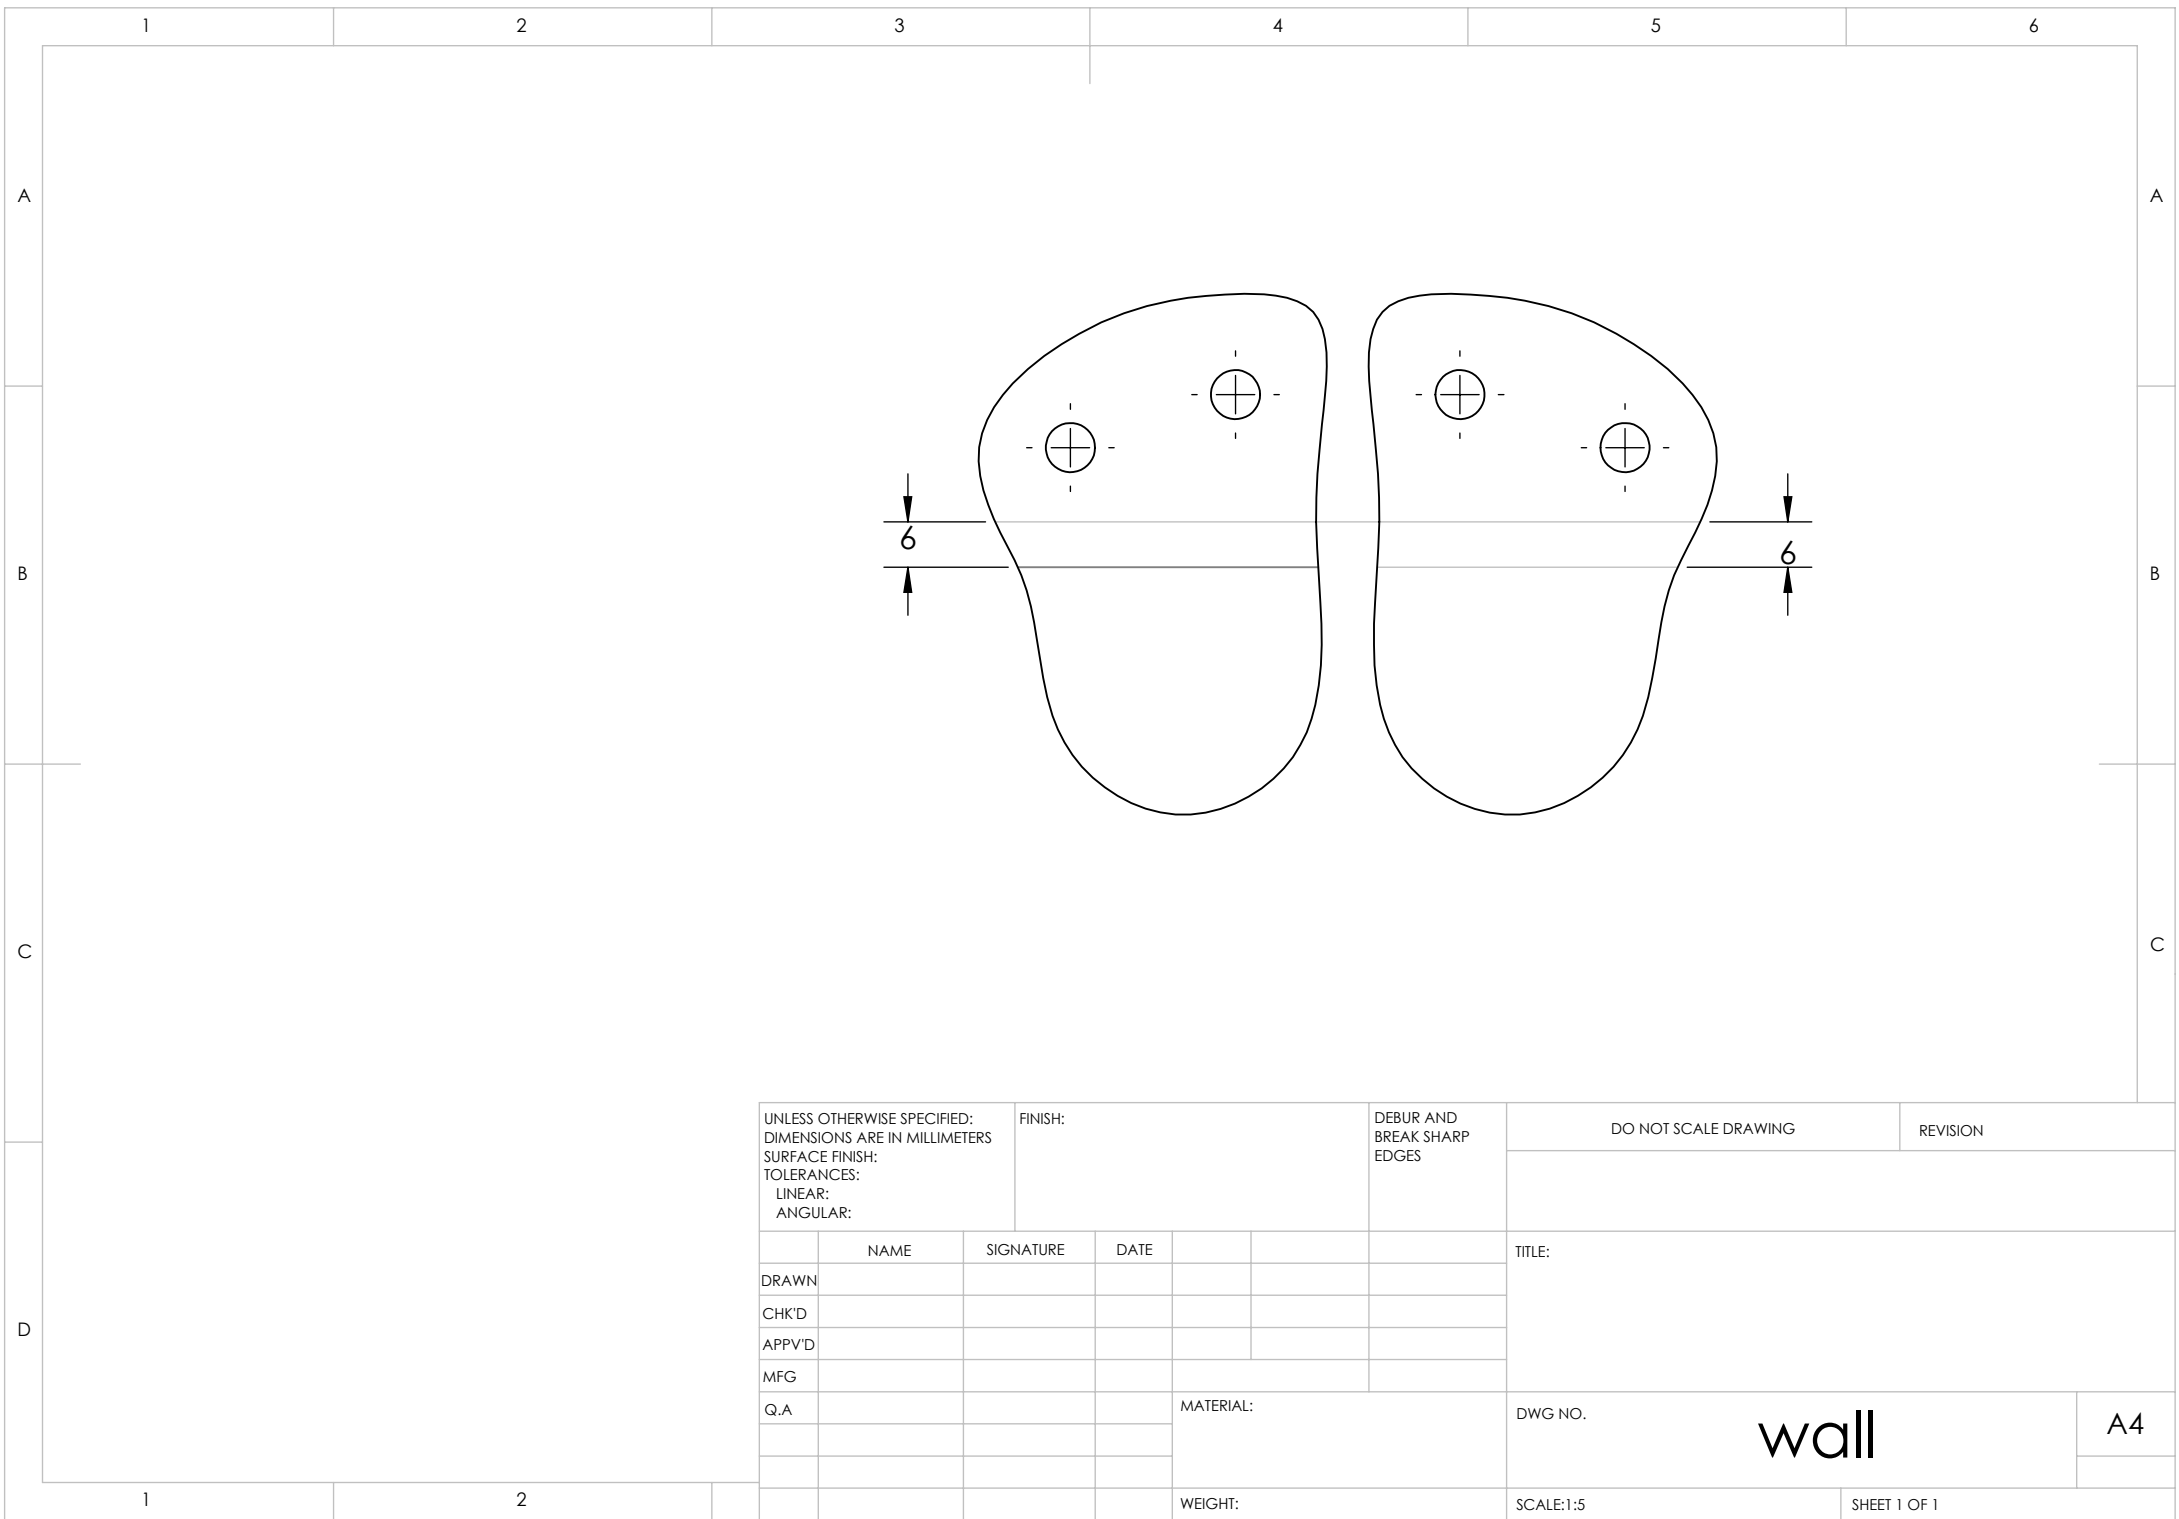 1 2 3 4 5 6
A A
6
6
B B
C C
UNLESS OTHERWISE SPECIFIED:
DIMENSIONS ARE IN MILLIMETERS
SURFACE FINISH:
TOLERANCES:
LINEAR:
ANGULAR:
FINISH:
DEBUR AND
BREAK SHARP
EDGES
DO NOT SCALE DRAWING
REVISION
NAME SIGNATURE DATE
DRAWN
CHK'D
APPV'D
MFG
Q.A
D
TITLE:
MATERIAL:
DWG NO.
wall
A4
WEIGHT:
SCALE:1:5
SHEET 1 OF 1
1 2